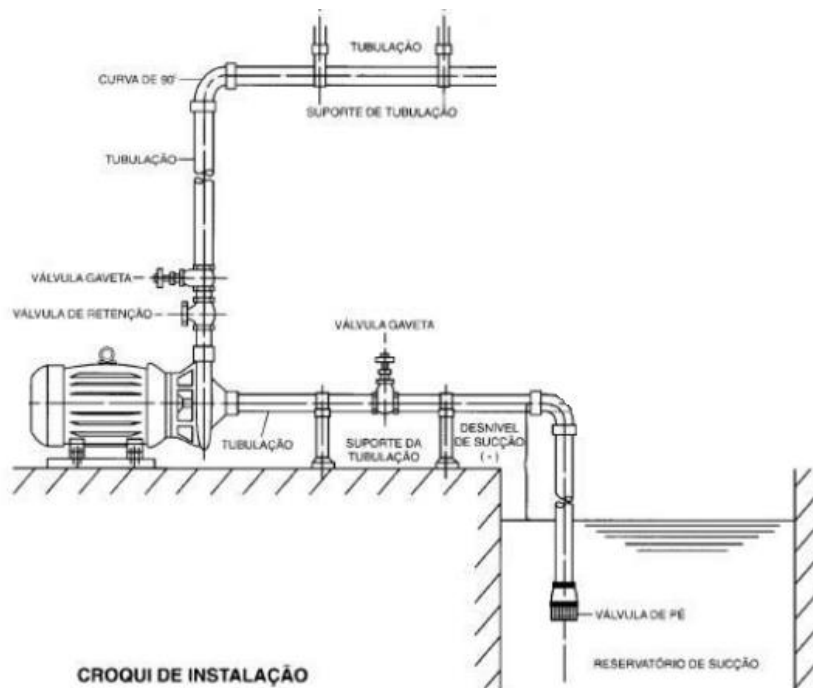 TUBULAÇÃO
CURVA DE 90°
SUPORTE DE TUBULAÇÃO
TUBULAÇÃO
VÁLVULA GAVETA
VÁLVULA DE RETENÇÃO
VÁLVULA GAVETA
TUBULAÇÃO
SUPORTE DA
TUBULAÇÃO
DESNÍVEL
DE SUCÇÃO
(-)
VÁLVULA DE PÉ
RESERVATÓRIO DE SUCÇÃO
CROQUI DE INSTALAÇÃO